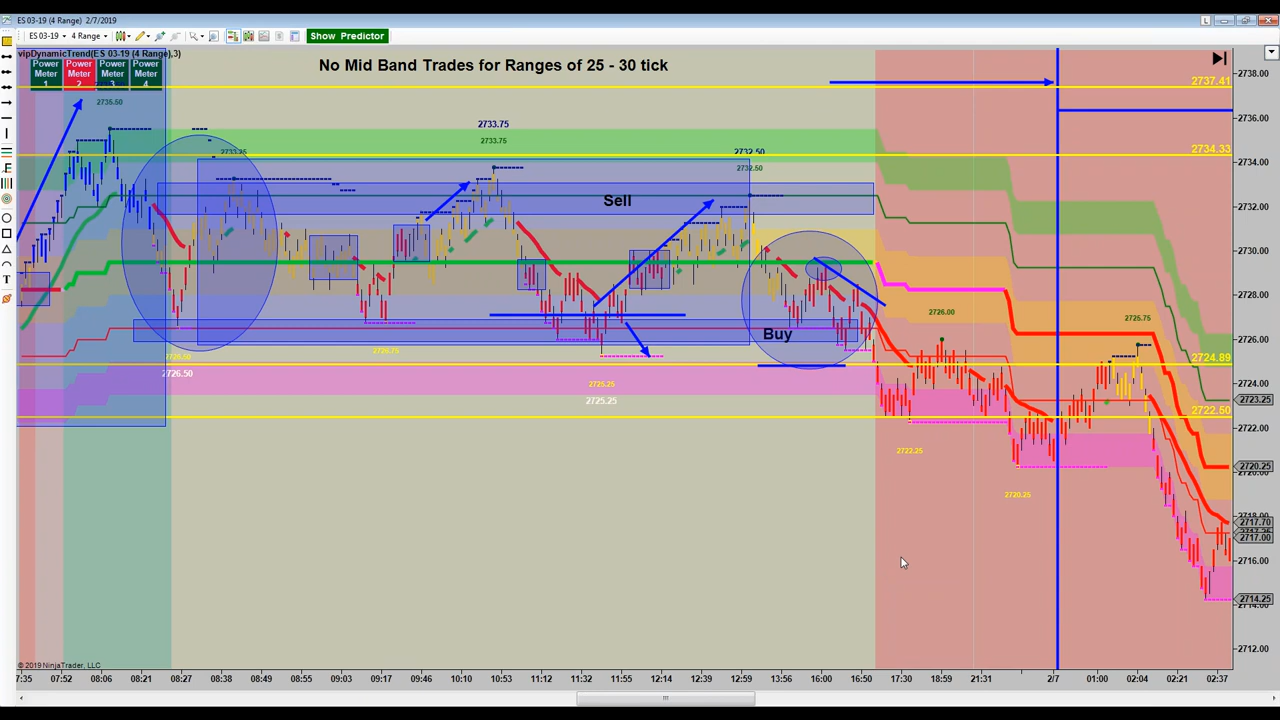 ES 03-19 (4 Range) 2/7/2019
L
ES 03-19 4 Range Show Predictor
vipDynamicTrend(ES 03-19 (4 Range),3)
Power Meter 1
Power Meter 2
Power Meter 3
Power Meter 4
No Mid Band Trades for Ranges of 25 - 30 tick
2737.41
2735.50
2733.75
2733.75
2733.25
2732.50
2732.50
2734.33
Sell
Buy
2726.00
2725.75
2726.50
2726.50
2726.75
2725.25
2725.25
2724.89
2722.50
2722.25
2720.25
2738.00
2736.00
2734.00
2732.00
2730.00
2728.00
2726.00
2724.00
2723.25
2722.00
2720.25
2720.00
2718.00
2717.70
2717.00
2716.00
2714.25
2714.00
2712.00
© 2019 NinjaTrader, LLC
7:35 07:52 08:06 08:21 08:27 08:38 08:49 08:53 09:03 09:17 09:46 10:10 10:53 11:12 11:32 11:55 12:14 12:39 12:59 13:56 16:00 16:50 17:30 18:59 21:31 2/7 01:00 02:04 02:21 02:37